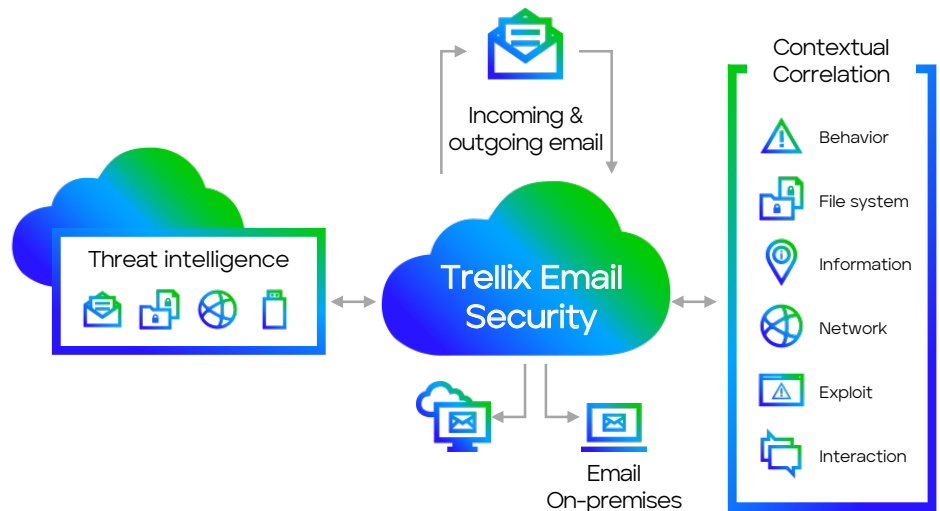 Incoming &
outgoing email
Threat intelligence
Trellix Email
Security
Email
On-premises
Contextual
Correlation
Behavior
File system
Information
Network
Exploit
Interaction